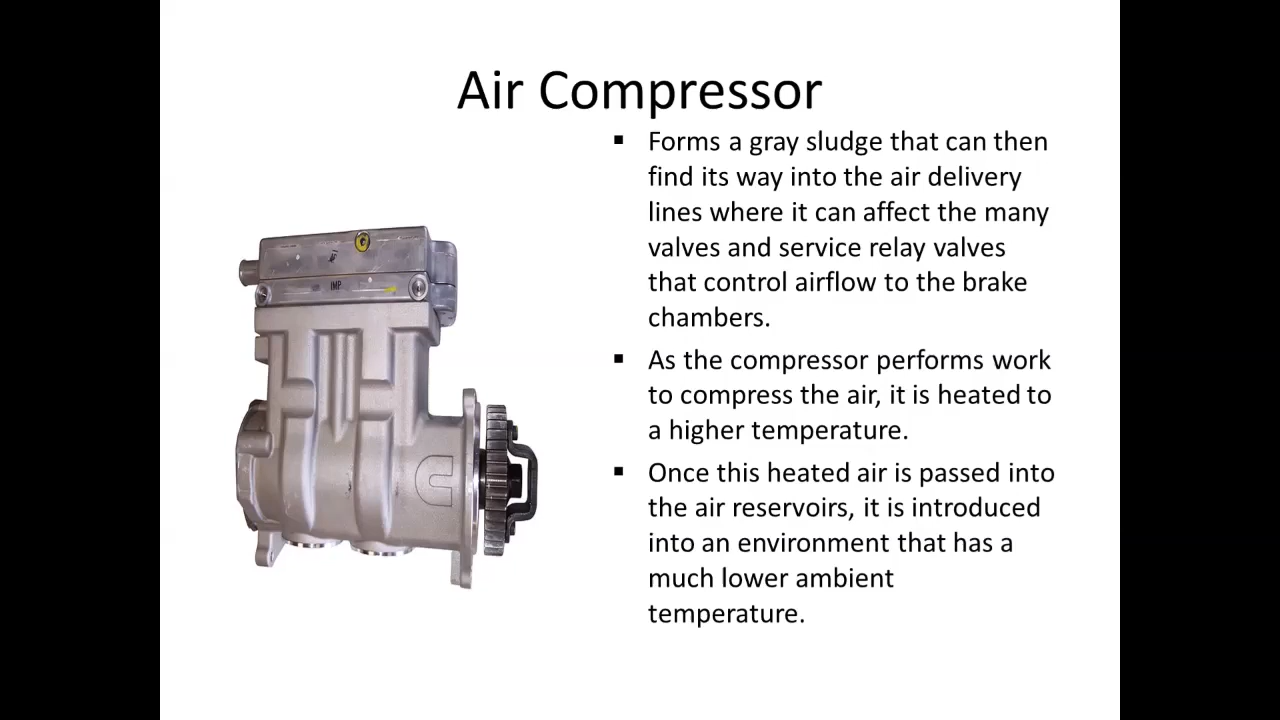 Air Compressor
▪ Forms a gray sludge that can then
find its way into the air delivery
lines where it can affect the many
valves and service relay valves
that control airflow to the brake
chambers.
▪ As the compressor performs work
to compress the air, it is heated to
a higher temperature.
▪ Once this heated air is passed into
the air reservoirs, it is introduced
into an environment that has a
much lower ambient
temperature.
IMP